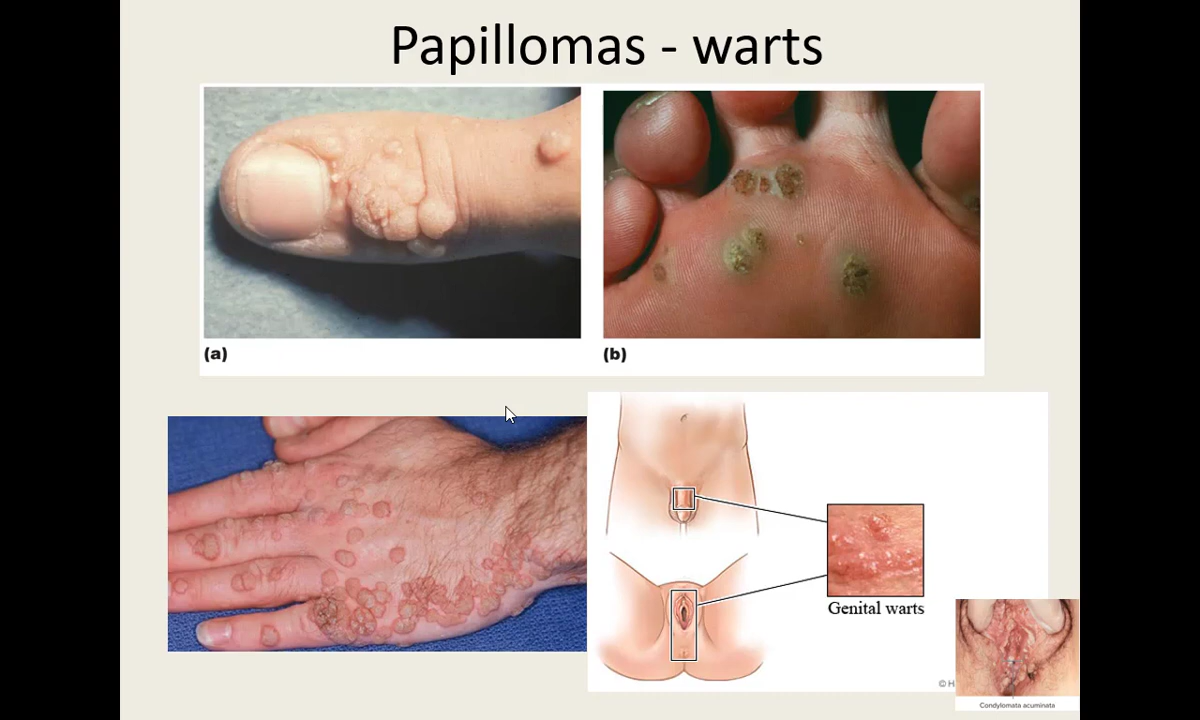 Papillomas - warts
(a)
(b)
Genital warts
© H
Condylomata acuminata